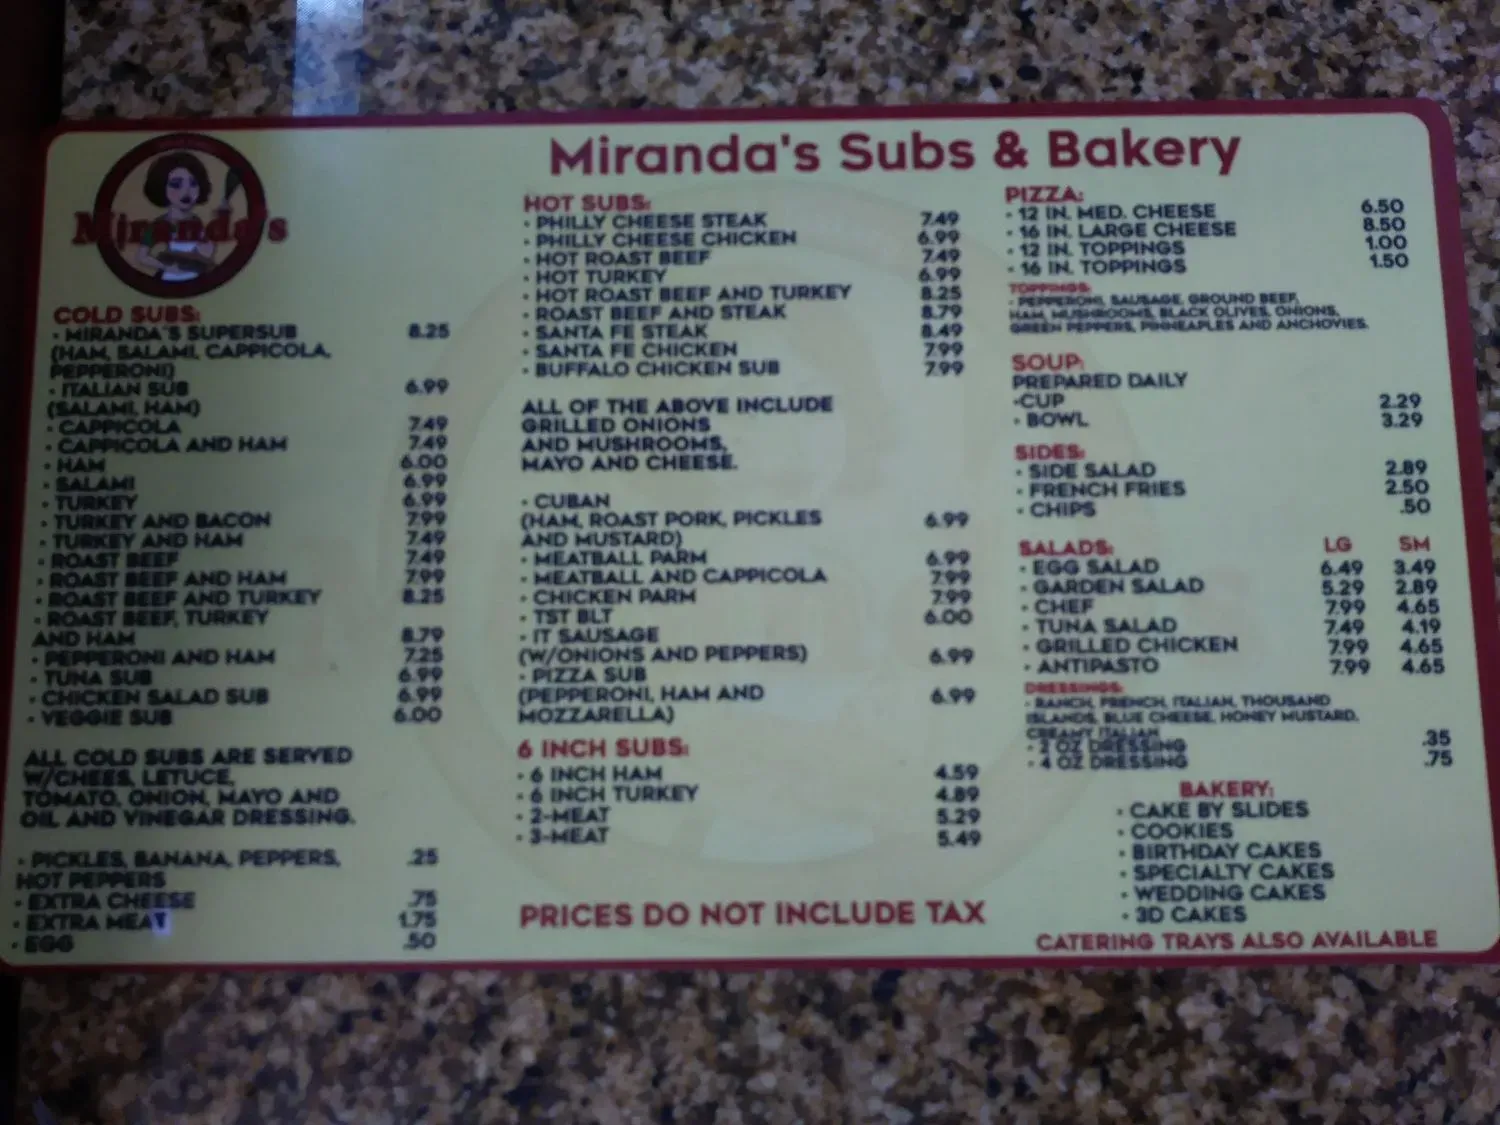 Miranda's Subs & Bakery
Miranda's
COLD SUBS:
• MIRANDA'S SUPERSUB 8.25
(HAM, SALAMI, CAPPICOLA,
PEPPERONI)
• ITALIAN SUB 6.99
(SALAMI, HAM)
• CAPPICOLA 7.49
• CAPPICOLA AND HAM 7.49
• HAM 6.00
• SALAMI 6.99
• TURKEY 6.99
• TURKEY AND BACON 7.99
• TURKEY AND HAM 7.49
• ROAST BEEF 7.49
• ROAST BEEF AND HAM 7.99
• ROAST BEEF AND TURKEY 8.25
• ROAST BEEF, TURKEY
AND HAM 8.79
• PEPPERONI AND HAM 7.25
• TUNA SUB 6.99
• CHICKEN SALAD SUB 6.99
• VEGGIE SUB 6.00
ALL COLD SUBS ARE SERVED
W/CHEES, LETUCE,
TOMATO, ONION, MAYO AND
OIL AND VINEGAR DRESSING.
• PICKLES, BANANA, PEPPERS, .25
HOT PEPPERS
• EXTRA CHEESE .75
• EXTRA MEAT 1.75
• EGG .50
HOT SUBS:
• PHILLY CHEESE STEAK 7.49
• PHILLY CHEESE CHICKEN 6.99
• HOT ROAST BEEF 7.49
• HOT TURKEY 6.99
• HOT ROAST BEEF AND TURKEY 8.25
• ROAST BEEF AND STEAK 8.79
• SANTA FE STEAK 8.49
• SANTA FE CHICKEN 7.99
• BUFFALO CHICKEN SUB 7.99
ALL OF THE ABOVE INCLUDE
GRILLED ONIONS
AND MUSHROOMS,
MAYO AND CHEESE.
• CUBAN
(HAM, ROAST PORK, PICKLES 6.99
AND MUSTARD)
• MEATBALL PARM 6.99
• MEATBALL AND CAPPICOLA 7.99
• CHICKEN PARM 7.99
• TST BLT 6.00
• IT SAUSAGE
(W/ONIONS AND PEPPERS) 6.99
• PIZZA SUB
(PEPPERONI, HAM AND 6.99
MOZZARELLA)
6 INCH SUBS:
• 6 INCH HAM 4.59
• 6 INCH TURKEY 4.89
• 2-MEAT 5.29
• 3-MEAT 5.49
PRICES DO NOT INCLUDE TAX
PIZZA:
• 12 IN. MED. CHEESE 6.50
• 16 IN. LARGE CHEESE 8.50
• 12 IN. TOPPINGS 1.00
• 16 IN. TOPPINGS 1.50
TOPPINGS:
• PEPPERONI, SAUSAGE, GROUND BEEF,
HAM, MUSHROOMS, BLACK OLIVES, ONIONS,
GREEN PEPPERS, PINNEAPLES AND ANCHOVIES.
SOUP:
PREPARED DAILY
•CUP 2.29
• BOWL 3.29
SIDES:
• SIDE SALAD 2.89
• FRENCH FRIES 2.50
• CHIPS .50
SALADS: LG SM
• EGG SALAD 6.49 3.49
• GARDEN SALAD 5.29 2.89
• CHEF 7.99 4.65
• TUNA SALAD 7.49 4.19
• GRILLED CHICKEN 7.99 4.65
• ANTIPASTO 7.99 4.65
DRESSINGS:
• RANCH, FRENCH, ITALIAN, THOUSAND
ISLANDS, BLUE CHEESE, HONEY MUSTARD,
CREAMY ITALIAN
• 2 OZ DRESSING .35
• 4 OZ DRESSING .75
BAKERY:
• CAKE BY SLIDES
• COOKIES
• BIRTHDAY CAKES
• SPECIALTY CAKES
• WEDDING CAKES
• 3D CAKES
CATERING TRAYS ALSO AVAILABLE